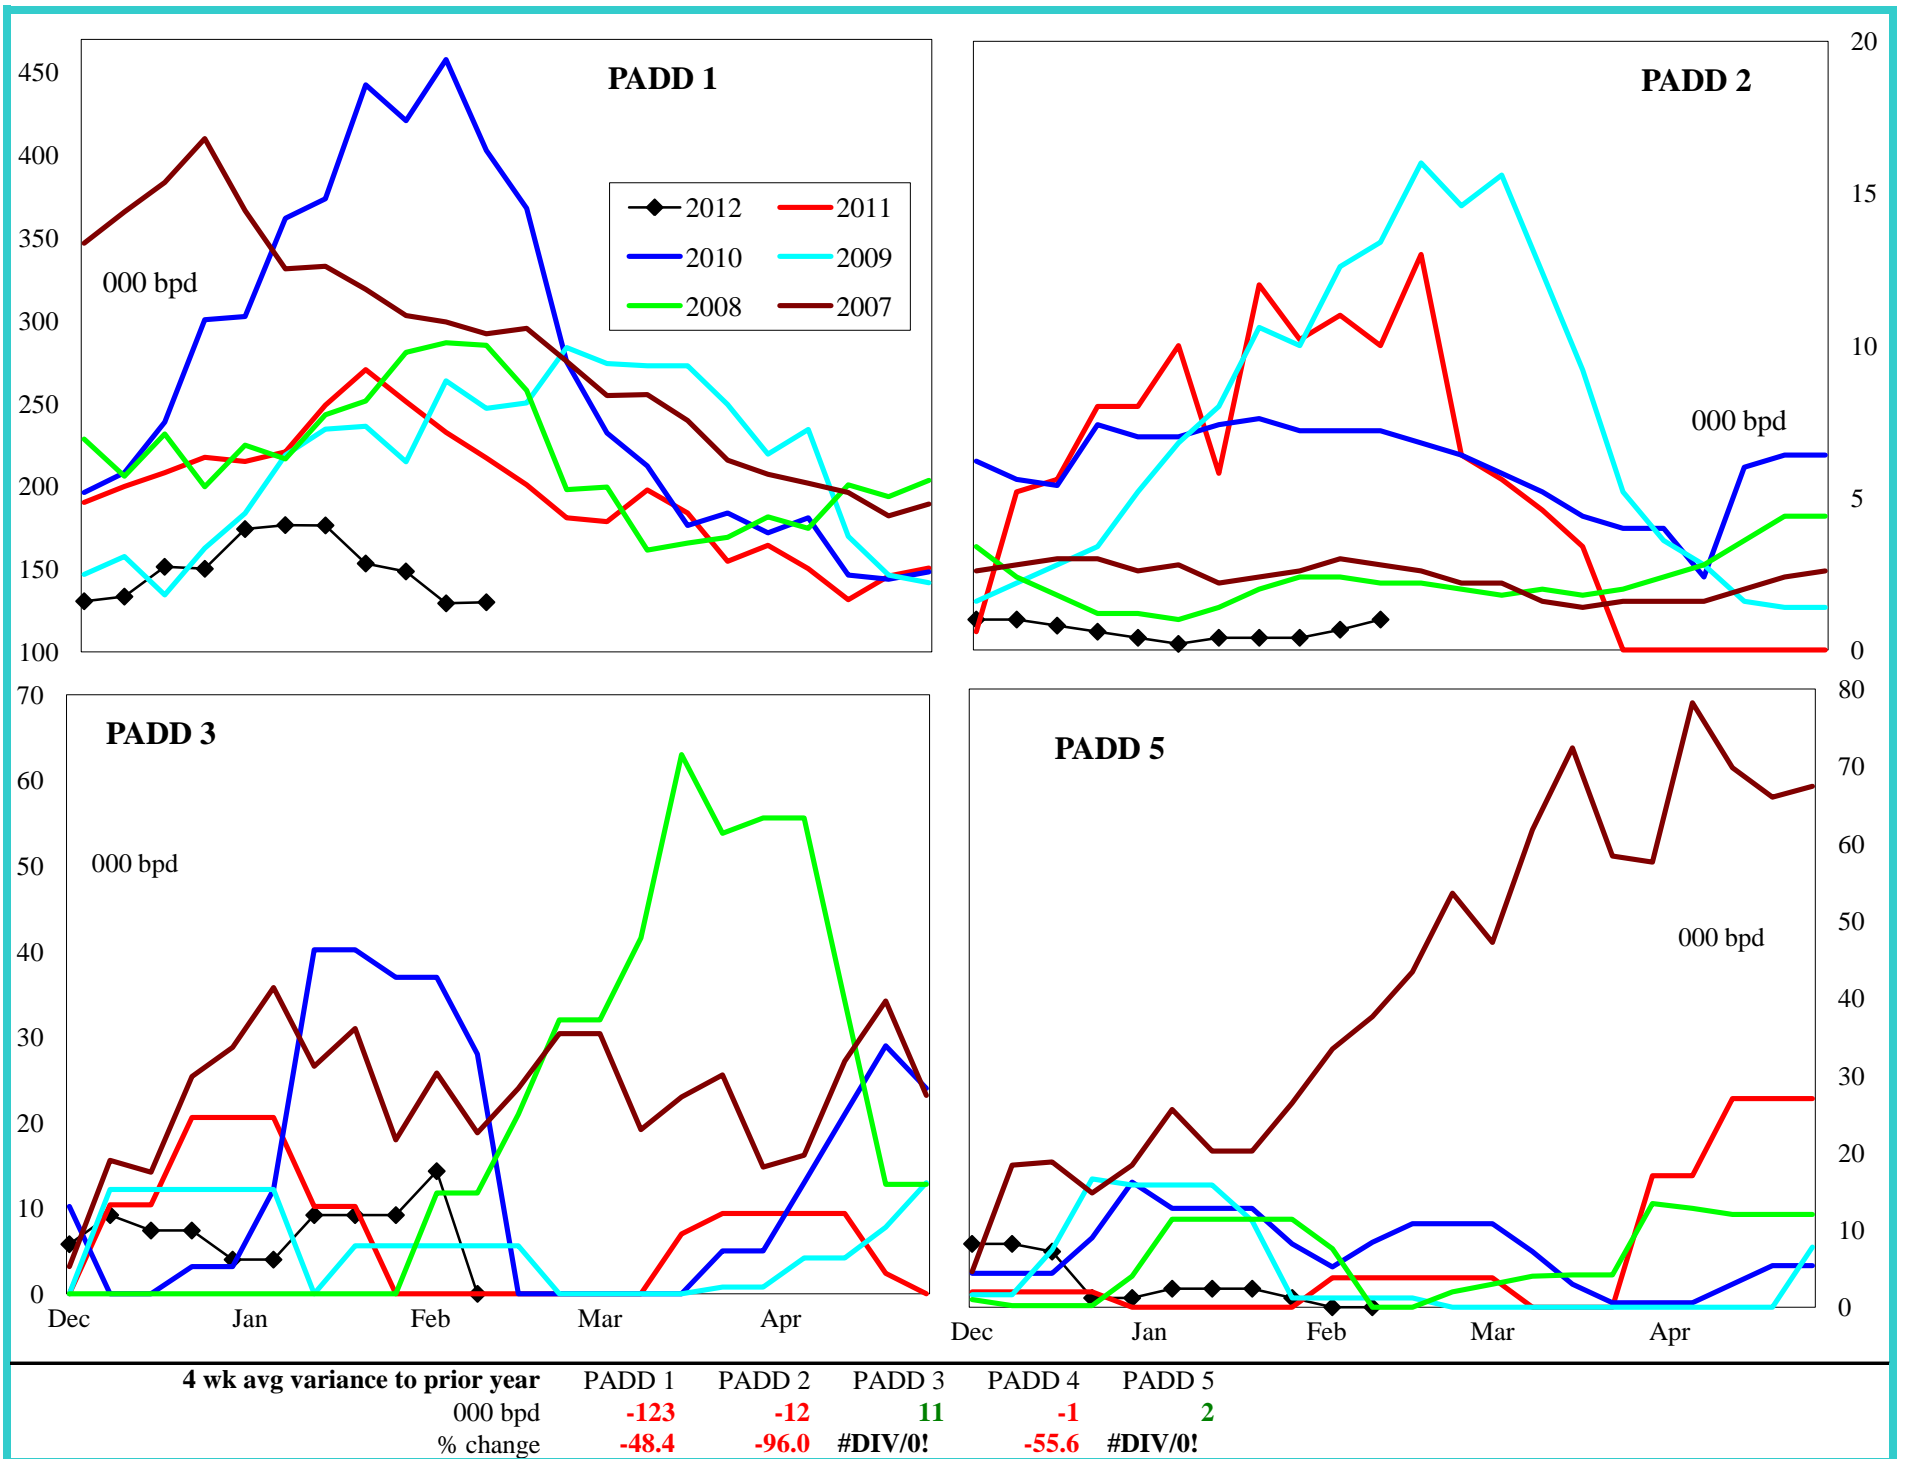 PADD 1
450
400
350
300
250
200
150
100
000 bpd
2012 2011
2010 2009
2008 2007
PADD 2
20
15
10
5
0
000 bpd
PADD 3
70
60
50
40
30
20
10
0
000 bpd
Dec Jan Feb Mar Apr
PADD 5
80
70
60
50
40
30
20
10
0
000 bpd
Dec Jan Feb Mar Apr
4 wk avg variance to prior year PADD 1 PADD 2 PADD 3 PADD 4 PADD 5
000 bpd -123 -12 11 -1 2
% change -48.4 -96.0 #DIV/0! -55.6 #DIV/0!